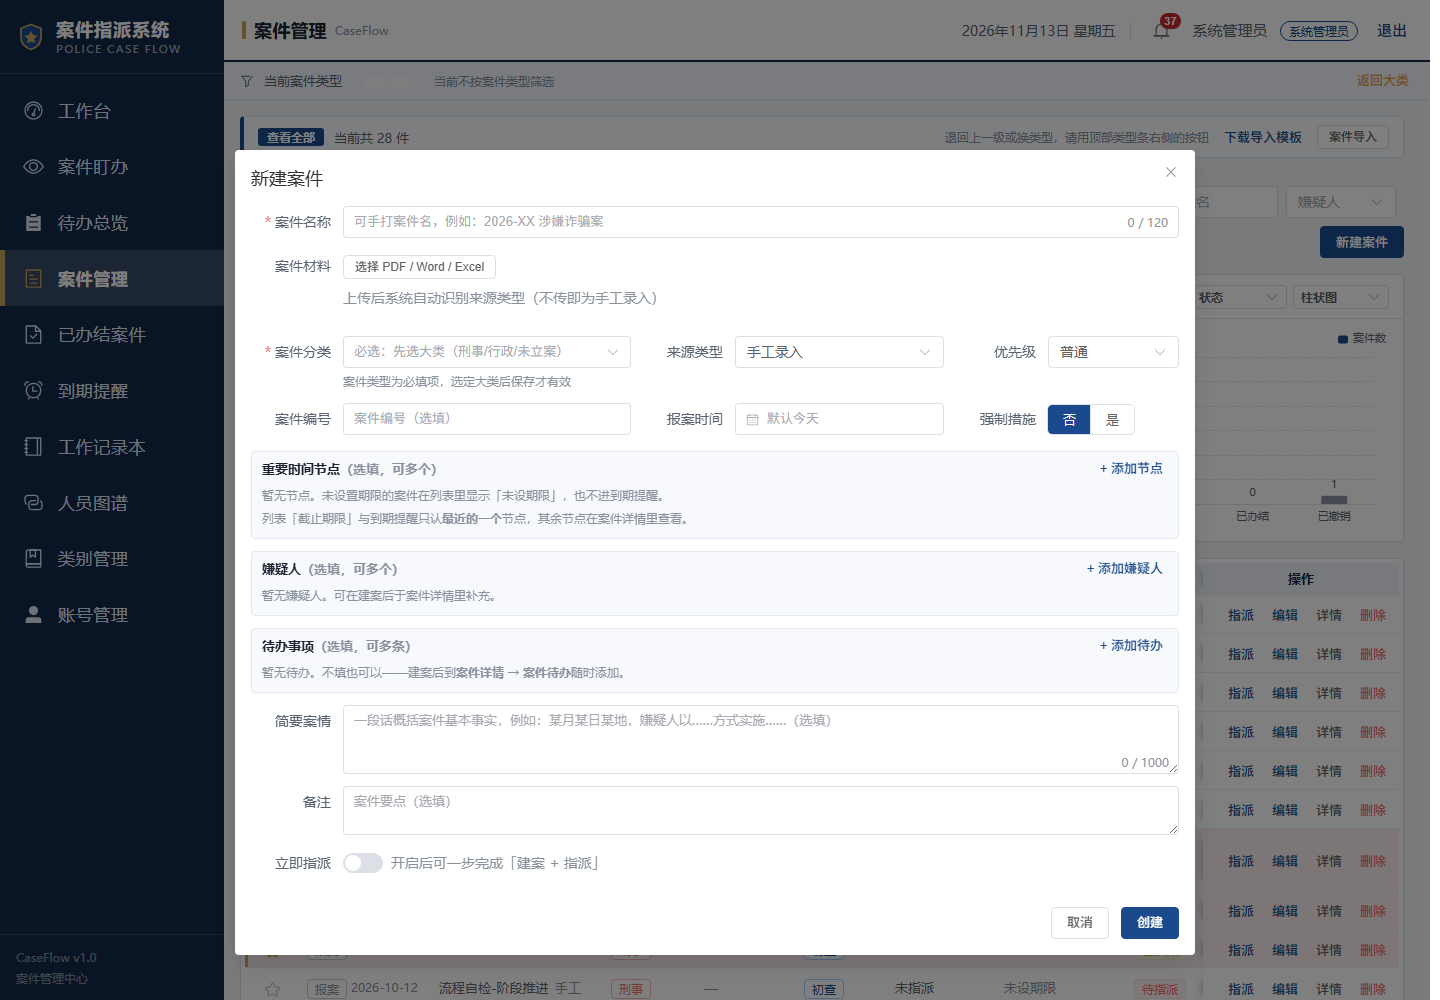 案件指派系统
POLICE CASE FLOW
工作台
案件盯办
待办总览
案件管理
已办结案件
到期提醒
工作记录本
人员图谱
类别管理
账号管理
CaseFlow v1.0
案件管理中心
案件管理 CaseFlow
2026年11月13日 星期五 37 系统管理员 系统管理员 退出
当前案件类型 查看全部 当前不按案件类型筛选 返回大类
查看全部 当前共 28 件 退回上一级或换类型，请用顶部类型条右侧的按钮 下载导入模板 案件导入
名 嫌疑人
新建案件
状态 柱状图
案件数
0 1
已办结 已撤销
新建案件
* 案件名称 可手打案件名，例如：2026-XX 涉嫌诈骗案 0 / 120
案件材料 选择 PDF / Word / Excel
上传后系统自动识别来源类型（不传即为手工录入）
* 案件分类 必选：先选大类（刑事/行政/未立案） 来源类型 手工录入 优先级 普通
案件类型为必填项，选定大类后保存才有效
案件编号 案件编号（选填） 报案时间 默认今天 强制措施 否 是
重要时间节点（选填，可多个） + 添加节点
暂无节点。未设置期限的案件在列表里显示「未设期限」，也不进到期提醒。
列表「截止期限」与到期提醒只认最近的一个节点，其余节点在案件详情里查看。
嫌疑人（选填，可多个） + 添加嫌疑人
暂无嫌疑人。可在建案后于案件详情里补充。
待办事项（选填，可多条） + 添加待办
暂无待办。不填也可以——建案后到案件详情 → 案件待办随时添加。
简要案情 一段话概括案件基本事实，例如：某月某日某地，嫌疑人以……方式实施……（选填）
0 / 1000
备注 案件要点（选填）
立即指派 开启后可一步完成「建案 + 指派」
取消 创建
操作
指派 编辑 详情 删除
指派 编辑 详情 删除
指派 编辑 详情 删除
指派 编辑 详情 删除
指派 编辑 详情 删除
指派 编辑 详情 删除
指派 编辑 详情 删除
指派 编辑 详情 删除
指派 编辑 详情 删除
报案 2026-10-12 流程自检-阶段推进 手工 刑事 — 初查 未指派 未设期限 待指派 指派 编辑 详情 删除